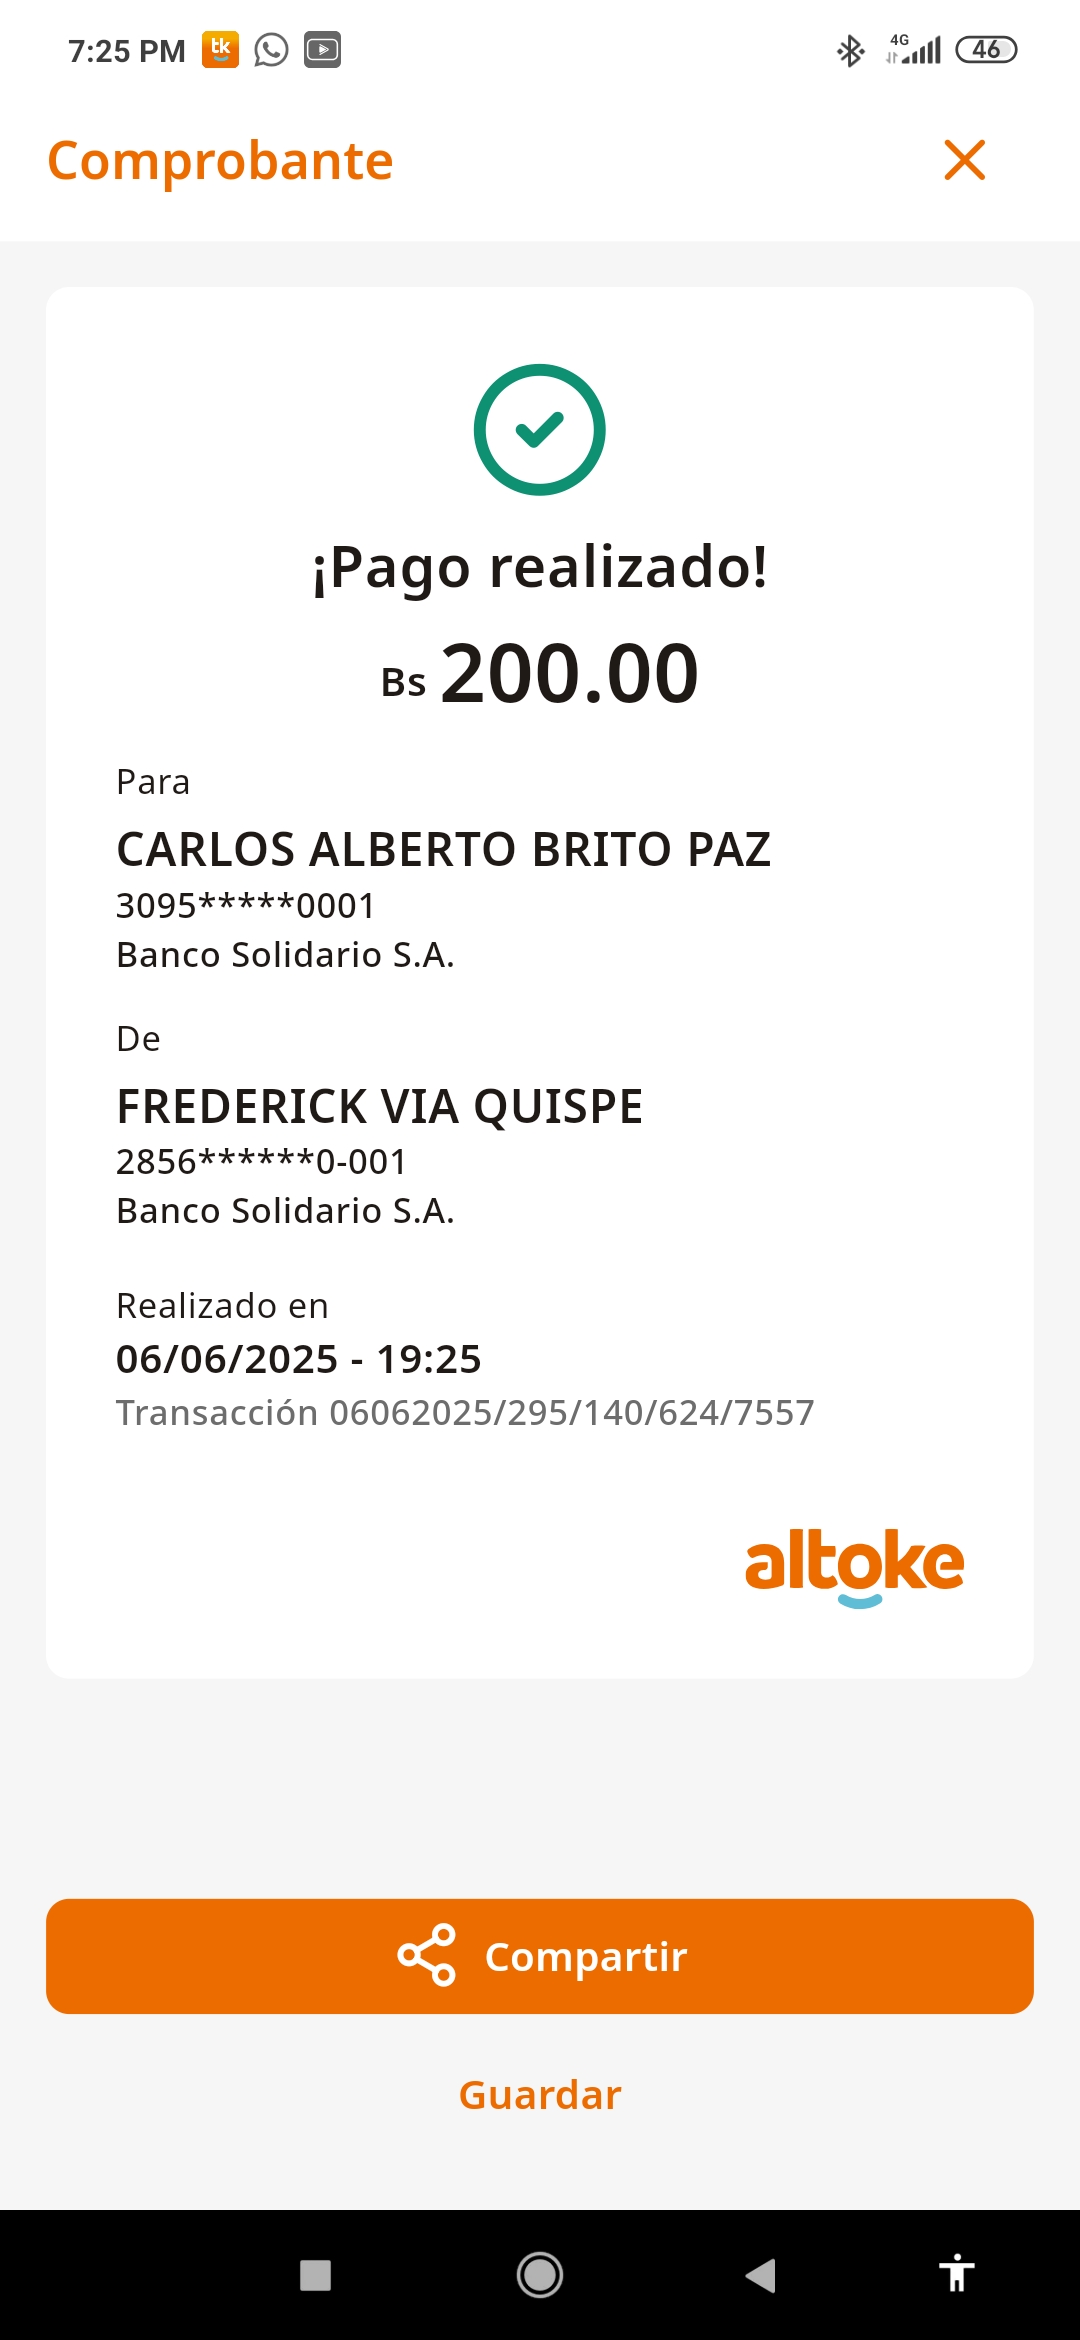 7:25 PM tk 4G 46
Comprobante
¡Pago realizado!
Bs 200.00
Para
CARLOS ALBERTO BRITO PAZ
3095*****0001
Banco Solidario S.A.
De
FREDERICK VIA QUISPE
2856******0-001
Banco Solidario S.A.
Realizado en
06/06/2025 - 19:25
Transacción 06062025/295/140/624/7557
altoke
Compartir
Guardar